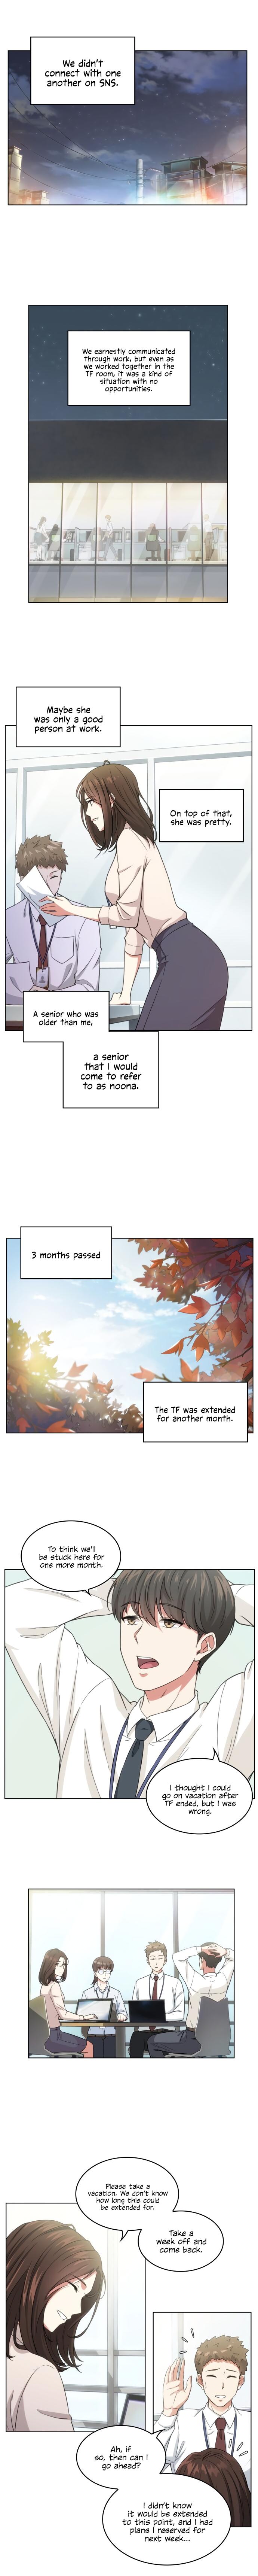 We didn't
connect with one
another on SNS.
We earnestly communicated
through work, but even as
we worked together in the
TF room, it was a kind of
situation with no
opportunities.
Maybe she
was only a good
person at work.
On top of that,
she was pretty.
A senior who was
older than me,
a senior
that I would
come to refer
to as noona.
3 months passed
The TF was extended
for another month.
To think we'll
be stuck here for
one more month.
I thought I could
go on vacation after
TF ended, but I was
wrong.
Please take a
vacation. We don't know
how long this could
be extended for.
Take a
week off and
come back.
Ah, if
so, then can I
go ahead?
I didn't know
it would be extended
to this point, and I had
plans I reserved for
next week...